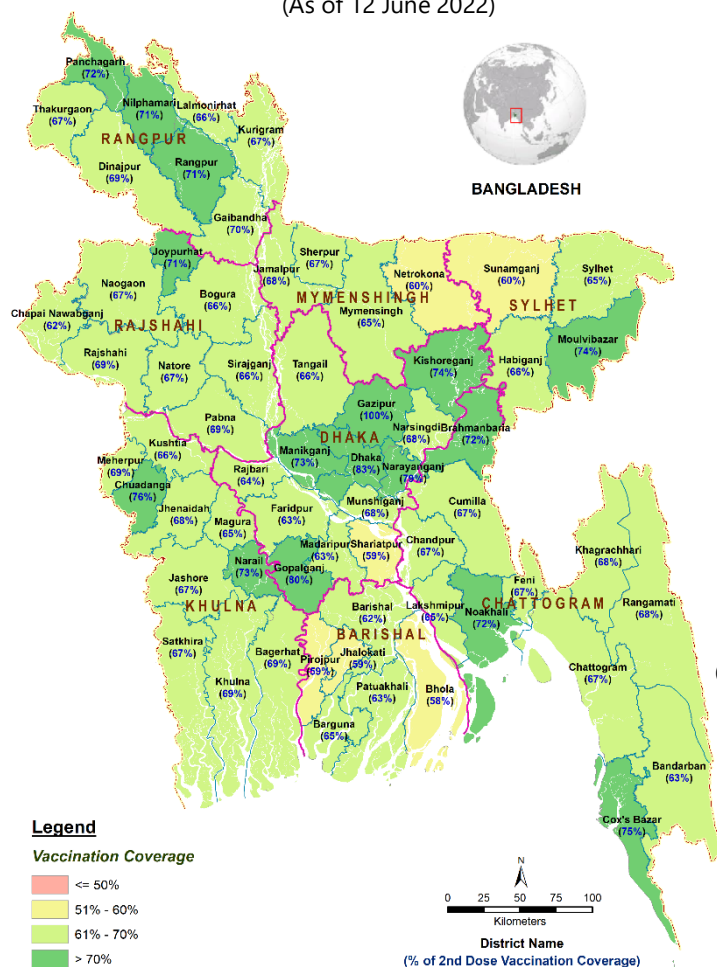 (As of 12 June 2022)
BANGLADESH
Panchagarh
(72%)
Nilphamari
(71%)
Lalmonirhat
(66%)
Thakurgaon
(67%)
Kurigram
(67%)
RANGPUR
Dinajpur
(69%)
Rangpur
(71%)
Gaibandha
(70%)
Joypurhat
(71%)
Jamalpur
(68%)
Sherpur
(67%)
Netrokona
(60%)
Sunamganj
(60%)
Sylhet
(65%)
Naogaon
(67%)
Bogura
(66%)
MYMENSINGH
Mymensingh
(65%)
SYLHET
Chapai Nawabganj
(62%)
RAJSHAHI
Moulvibazar
(74%)
Rajshahi
(69%)
Natore
(67%)
Sirajganj
(66%)
Tangail
(66%)
Kishoreganj
(74%)
Habiganj
(66%)
Gazipur
(100%)
Pabna
(69%)
DHAKA
Narsingdi
(68%)
Brahmanbaria
(72%)
Manikganj
(73%)
Dhaka
(83%)
Narayanganj
Kushtia
(66%)
Meherpur
(69%)
Rajbari
(64%)
Chuadanga
(76%)
Munshiganj
(68%)
Cumilla
(67%)
Jhenaidah
(68%)
Magura
(65%)
Faridpur
(63%)
Madaripur
(63%)
Shariatpur
(59%)
Chandpur
(67%)
Khagrachhari
(68%)
Narail
(73%)
Gopalganj
(80%)
Jashore
(67%)
KHULNA
Feni
(67%)
Lakshmipur
(65%)
CHATTOGRAM
Noakhali
(72%)
Rangamati
(68%)
Barishal
(62%)
BARISHAL
Satkhira
(67%)
Bagerhat
(69%)
Pirojpur
(59%)
Jhalokati
(59%)
Khulna
(69%)
Patuakhali
(63%)
Bhola
(58%)
Chattogram
(67%)
Barguna
(65%)
Bandarban
(63%)
Cox's Bazar
(75%)
Legend
Vaccination Coverage
<= 50%
51% - 60%
61% - 70%
> 70%
N
0 25 50 75 100
Kilometers
District Name
(% of 2nd Dose Vaccination Coverage)